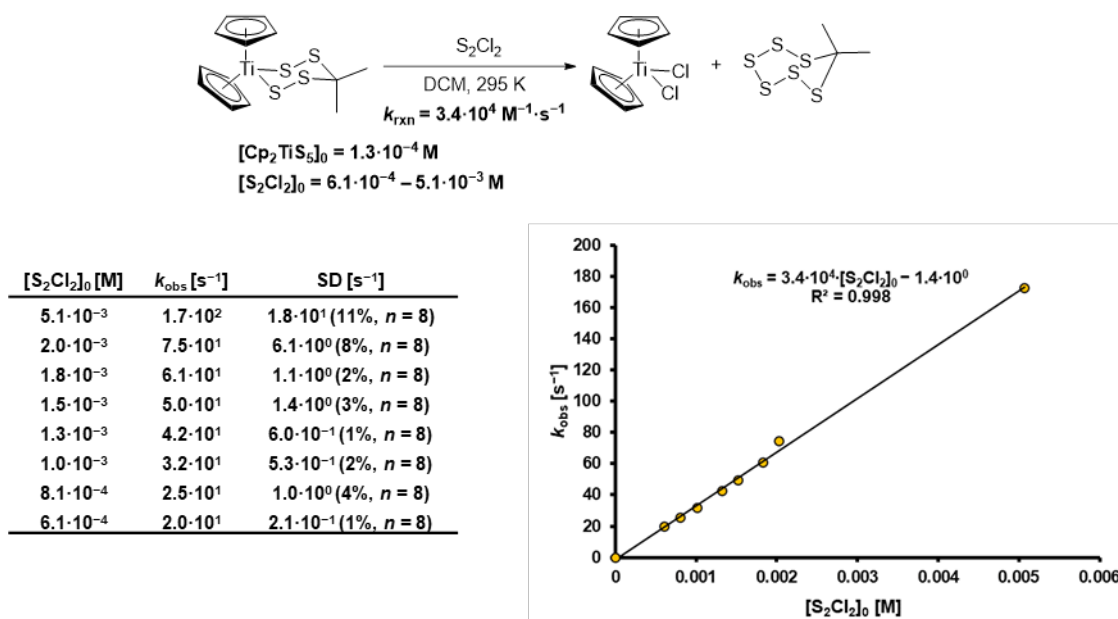 S₂Cl₂
DCM, 295 K
k_rxn = 3.4·10⁴ M⁻¹·s⁻¹
Ti
S
S
S
S
Ti
Cl
Cl
+
S
S
S
S
S
S
[Cp₂TiS₅]₀ = 1.3·10⁻⁴ M
[S₂Cl₂]₀ = 6.1·10⁻⁴ – 5.1·10⁻³ M
[S₂Cl₂]₀ [M] k_obs [s⁻¹] SD [s⁻¹]
5.1·10⁻³ 1.7·10² 1.8·10¹ (11%, n = 8)
2.0·10⁻³ 7.5·10¹ 6.1·10⁰ (8%, n = 8)
1.8·10⁻³ 6.1·10¹ 1.1·10⁰ (2%, n = 8)
1.5·10⁻³ 5.0·10¹ 1.4·10⁰ (3%, n = 8)
1.3·10⁻³ 4.2·10¹ 6.0·10⁻¹ (1%, n = 8)
1.0·10⁻³ 3.2·10¹ 5.3·10⁻¹ (2%, n = 8)
8.1·10⁻⁴ 2.5·10¹ 1.0·10⁰ (4%, n = 8)
6.1·10⁻⁴ 2.0·10¹ 2.1·10⁻¹ (1%, n = 8)
k_obs = 3.4·10⁴·[S₂Cl₂]₀ – 1.4·10⁰
R² = 0.998
k_obs [s⁻¹]
200
180
160
140
120
100
80
60
40
20
0
0 0.001 0.002 0.003 0.004 0.005 0.006
[S₂Cl₂]₀ [M]